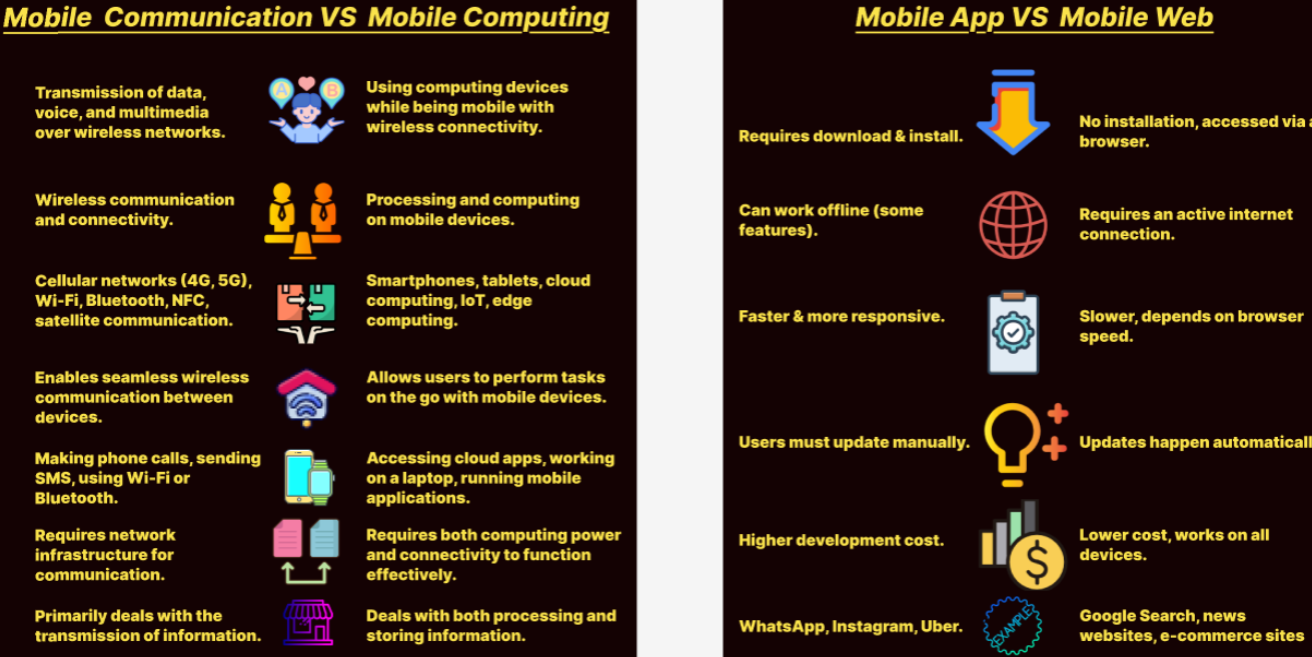 Mobile Communication VS Mobile Computing
Transmission of data,
voice, and multimedia
over wireless networks.
A
B
Using computing devices
while being mobile with
wireless connectivity.
Wireless communication
and connectivity.
Processing and computing
on mobile devices.
Cellular networks (4G, 5G),
Wi-Fi, Bluetooth, NFC,
satellite communication.
Smartphones, tablets, cloud
computing, IoT, edge
computing.
Enables seamless wireless
communication between
devices.
Allows users to perform tasks
on the go with mobile devices.
Making phone calls, sending
SMS, using Wi-Fi or
Bluetooth.
Accessing cloud apps, working
on a laptop, running mobile
applications.
Requires network
infrastructure for
communication.
Requires both computing power
and connectivity to function
effectively.
Primarily deals with the
transmission of information.
Deals with both processing and
storing information.
Mobile App VS Mobile Web
Requires download & install.
No installation, accessed via a
browser.
Can work offline (some
features).
Requires an active internet
connection.
Faster & more responsive.
Slower, depends on browser
speed.
Users must update manually.
Updates happen automaticall
Higher development cost.
$
Lower cost, works on all
devices.
WhatsApp, Instagram, Uber.
EXAMPLE
Google Search, news
websites, e-commerce sites